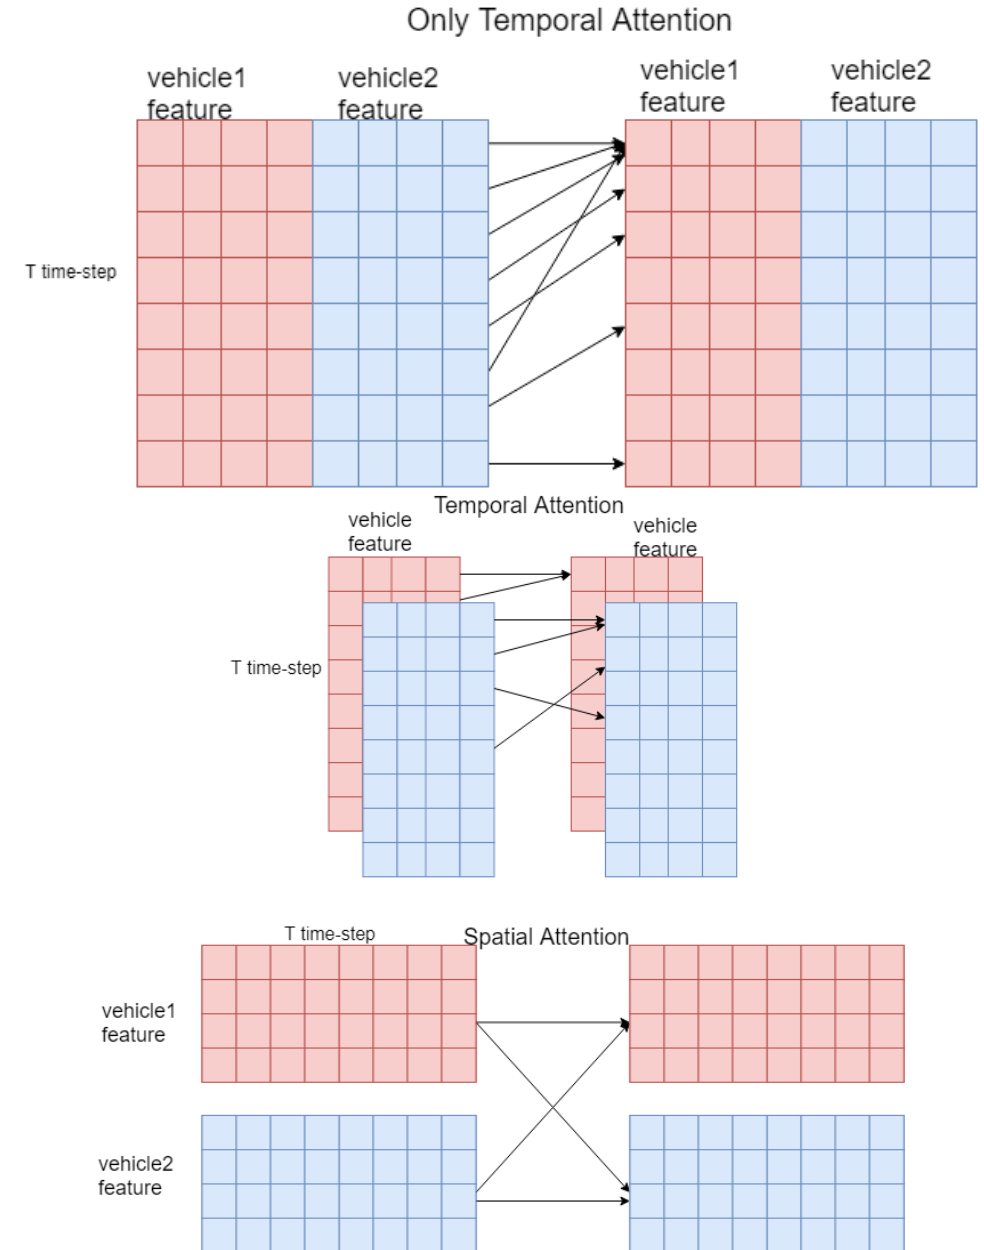 Only Temporal Attention
vehicle1
feature
vehicle2
feature
vehicle1
feature
vehicle2
feature
T time-step
Temporal Attention
vehicle
feature
vehicle
feature
T time-step
T time-step
Spatial Attention
vehicle1
feature
vehicle2
feature